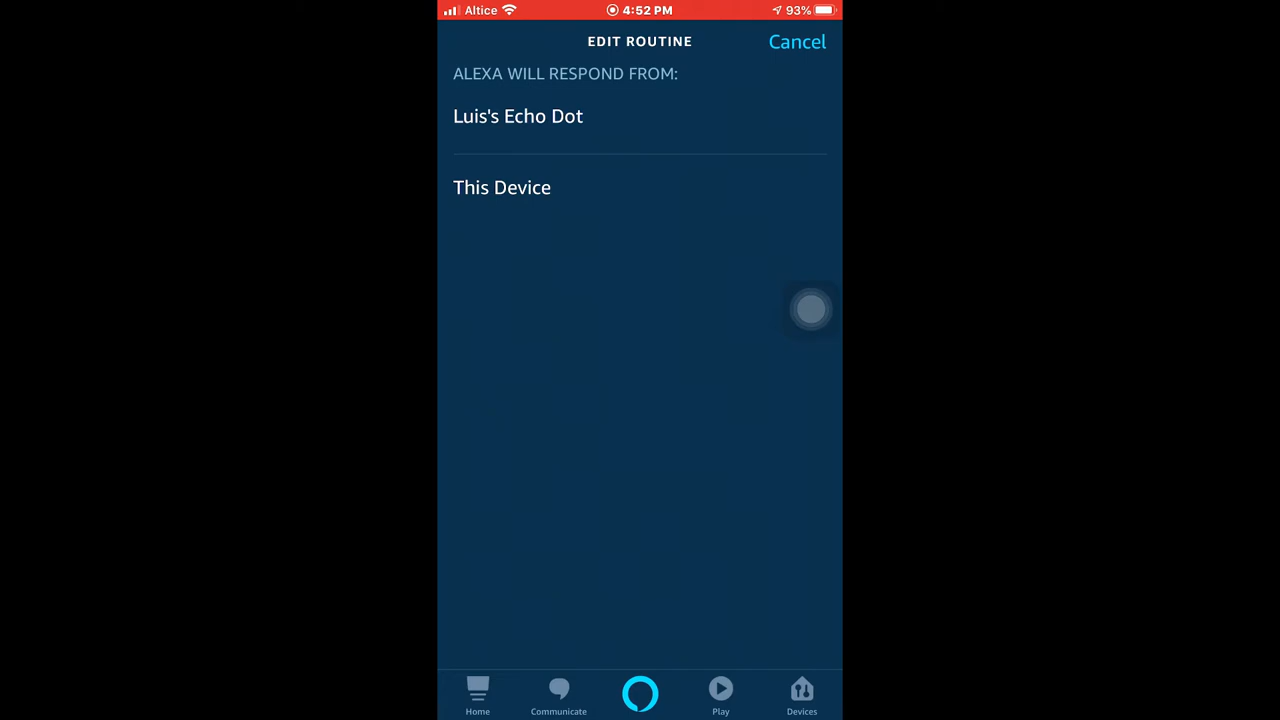 Altice 4:52 PM 93%
EDIT ROUTINE Cancel
ALEXA WILL RESPOND FROM:
Luis's Echo Dot
This Device
Home Communicate Play Devices